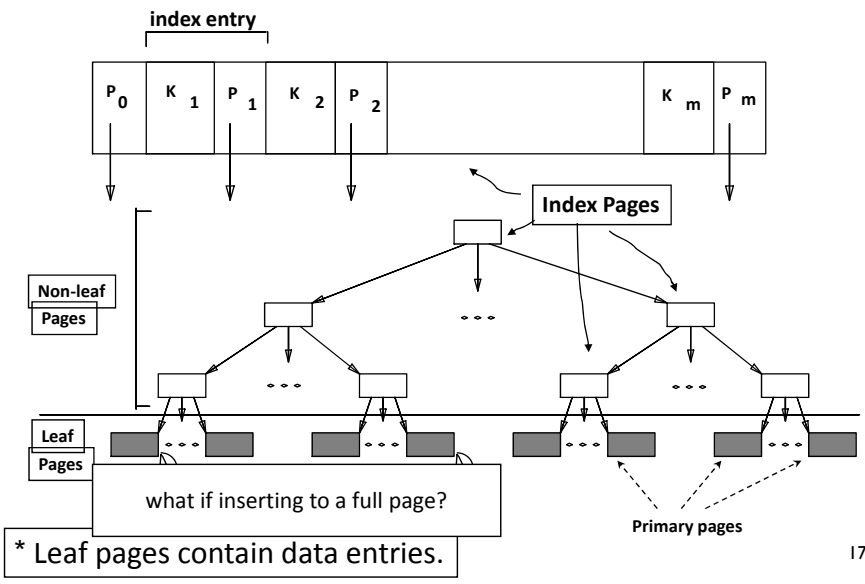 index entry
P0 K1 P1 K2 P2 Km Pm
Index Pages
Non-leaf
Pages
Leaf
Pages
what if inserting to a full page?
Primary pages
* Leaf pages contain data entries.
17